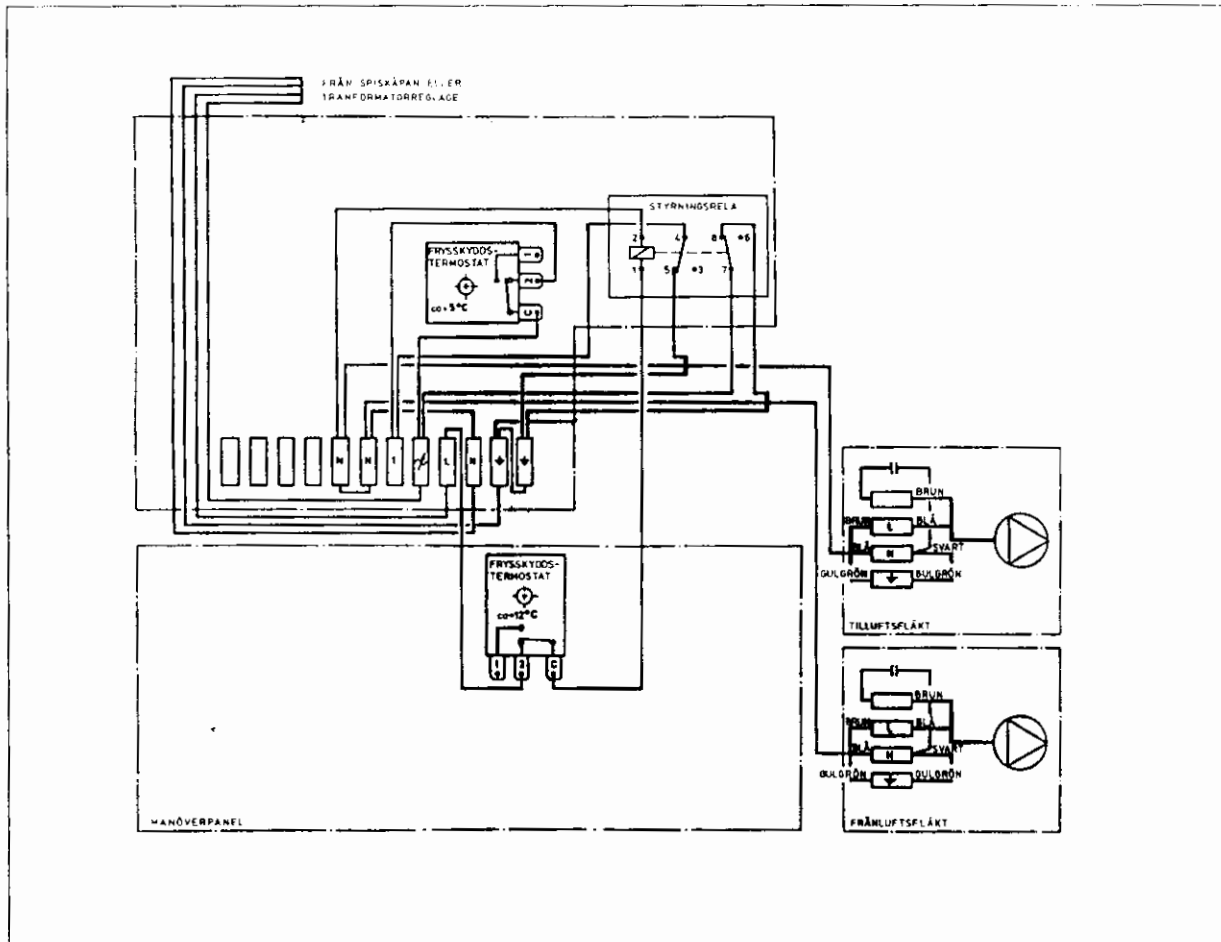 FRÅN SPISKÅPAN ELLER
TRANFORMATORREGLAGE
STYRNINGSRELÄ
2 4 8 6
1 5 3 7
FRYSSKYDDS-
TERMOSTAT
ca+5°C
1
2
C
N N 1 L N
FRYSSKYDDS-
TERMOSTAT
ca+12°C
1 2 C
MANÖVERPANEL
BRUN
BRUN L BLÅ
BLÅ N SVART
GULGRÖN GULGRÖN
TILLUFTSFLÄKT
BRUN
BRUN L BLÅ
BLÅ N SVART
GULGRÖN GULGRÖN
FRÅNLUFTSFLÄKT